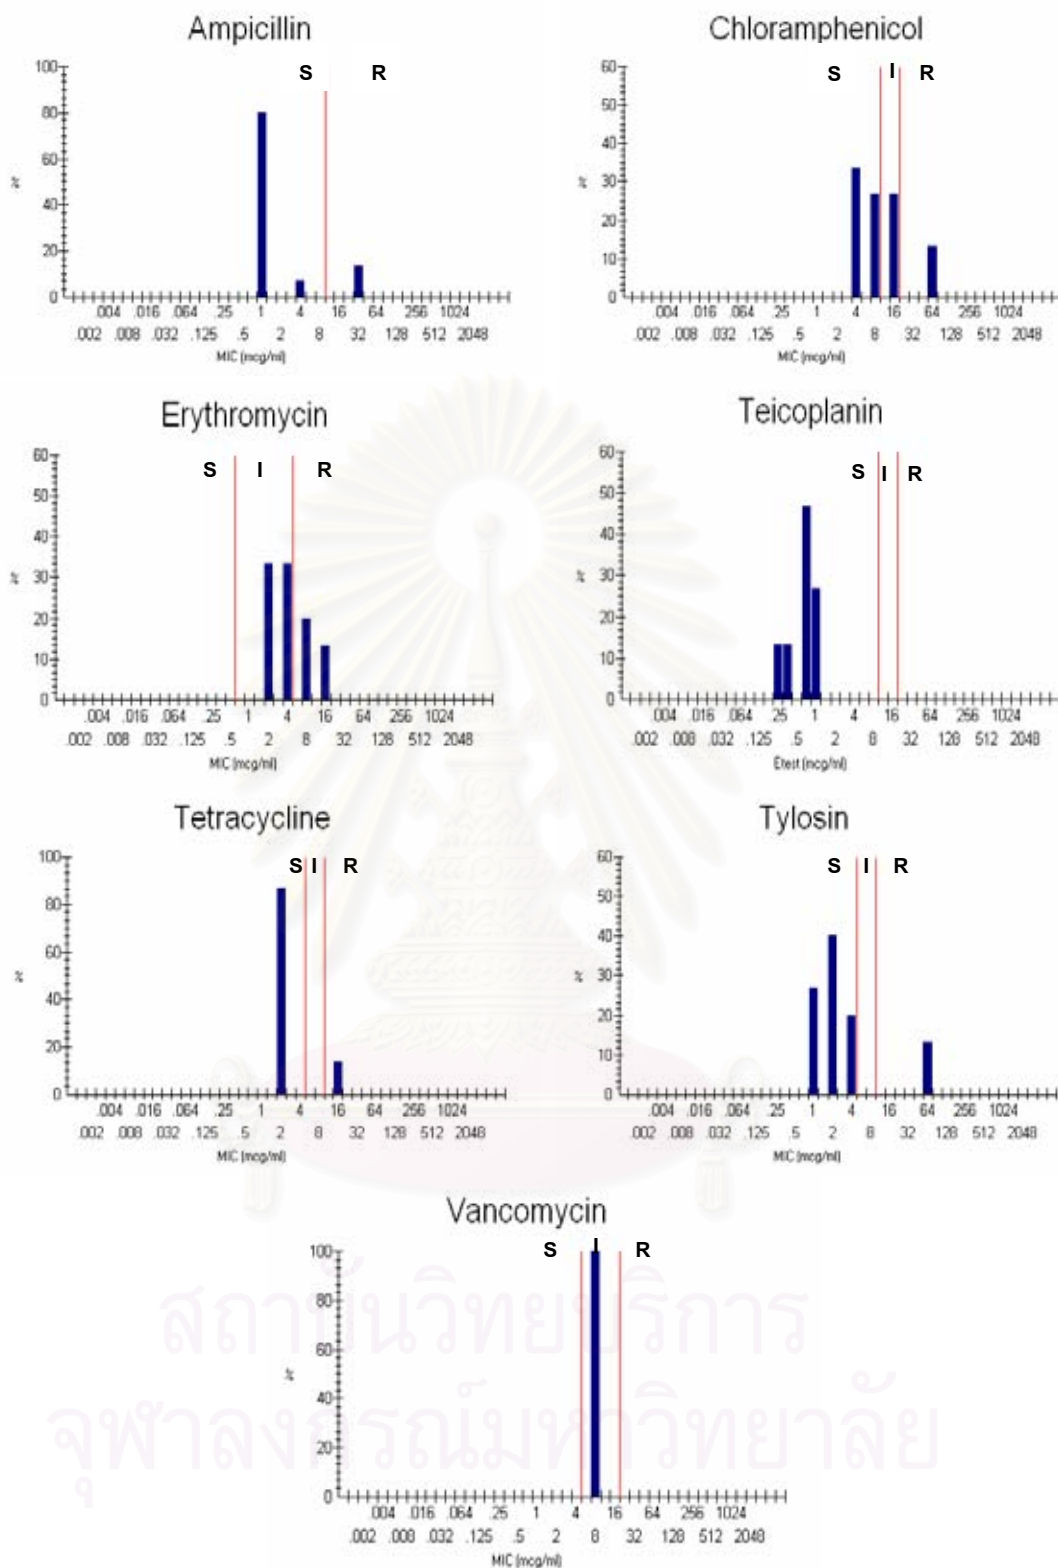 Ampicillin
S R
100
80
60
40
20
0
.004 .016 .064 .25 1 4 16 64 256 1024
.002 .008 .032 .125 .5 2 8 32 128 512 2048
MIC (mcg/ml)
Chloramphenicol
S I R
60
50
40
30
20
10
0
.004 .016 .064 .25 1 4 16 64 256 1024
.002 .008 .032 .125 .5 2 8 32 128 512 2048
MIC (mcg/ml)
Erythromycin
S I R
60
50
40
30
20
10
0
.004 .016 .064 .25 1 4 16 64 256 1024
.002 .008 .032 .125 .5 2 8 32 128 512 2048
MIC (mcg/ml)
Teicoplanin
S I R
60
50
40
30
20
10
0
.004 .016 .064 .25 1 4 16 64 256 1024
.002 .008 .032 .125 .5 2 8 32 128 512 2048
Etest (mcg/ml)
Tetracycline
S I R
100
80
60
40
20
0
.004 .016 .064 .25 1 4 16 64 256 1024
.002 .008 .032 .125 .5 2 8 32 128 512 2048
MIC (mcg/ml)
Tylosin
S I R
60
50
40
30
20
10
0
.004 .016 .064 .25 1 4 16 64 256 1024
.002 .008 .032 .125 .5 2 8 32 128 512 2048
MIC (mcg/ml)
Vancomycin
S I R
100
80
60
40
20
0
.004 .016 .064 .25 1 4 16 64 256 1024
.002 .008 .032 .125 .5 2 8 32 128 512 2048
MIC (mcg/ml)
สถาบันวิทยบริการ
จุฬาลงกรณ์มหาวิทยาลัย